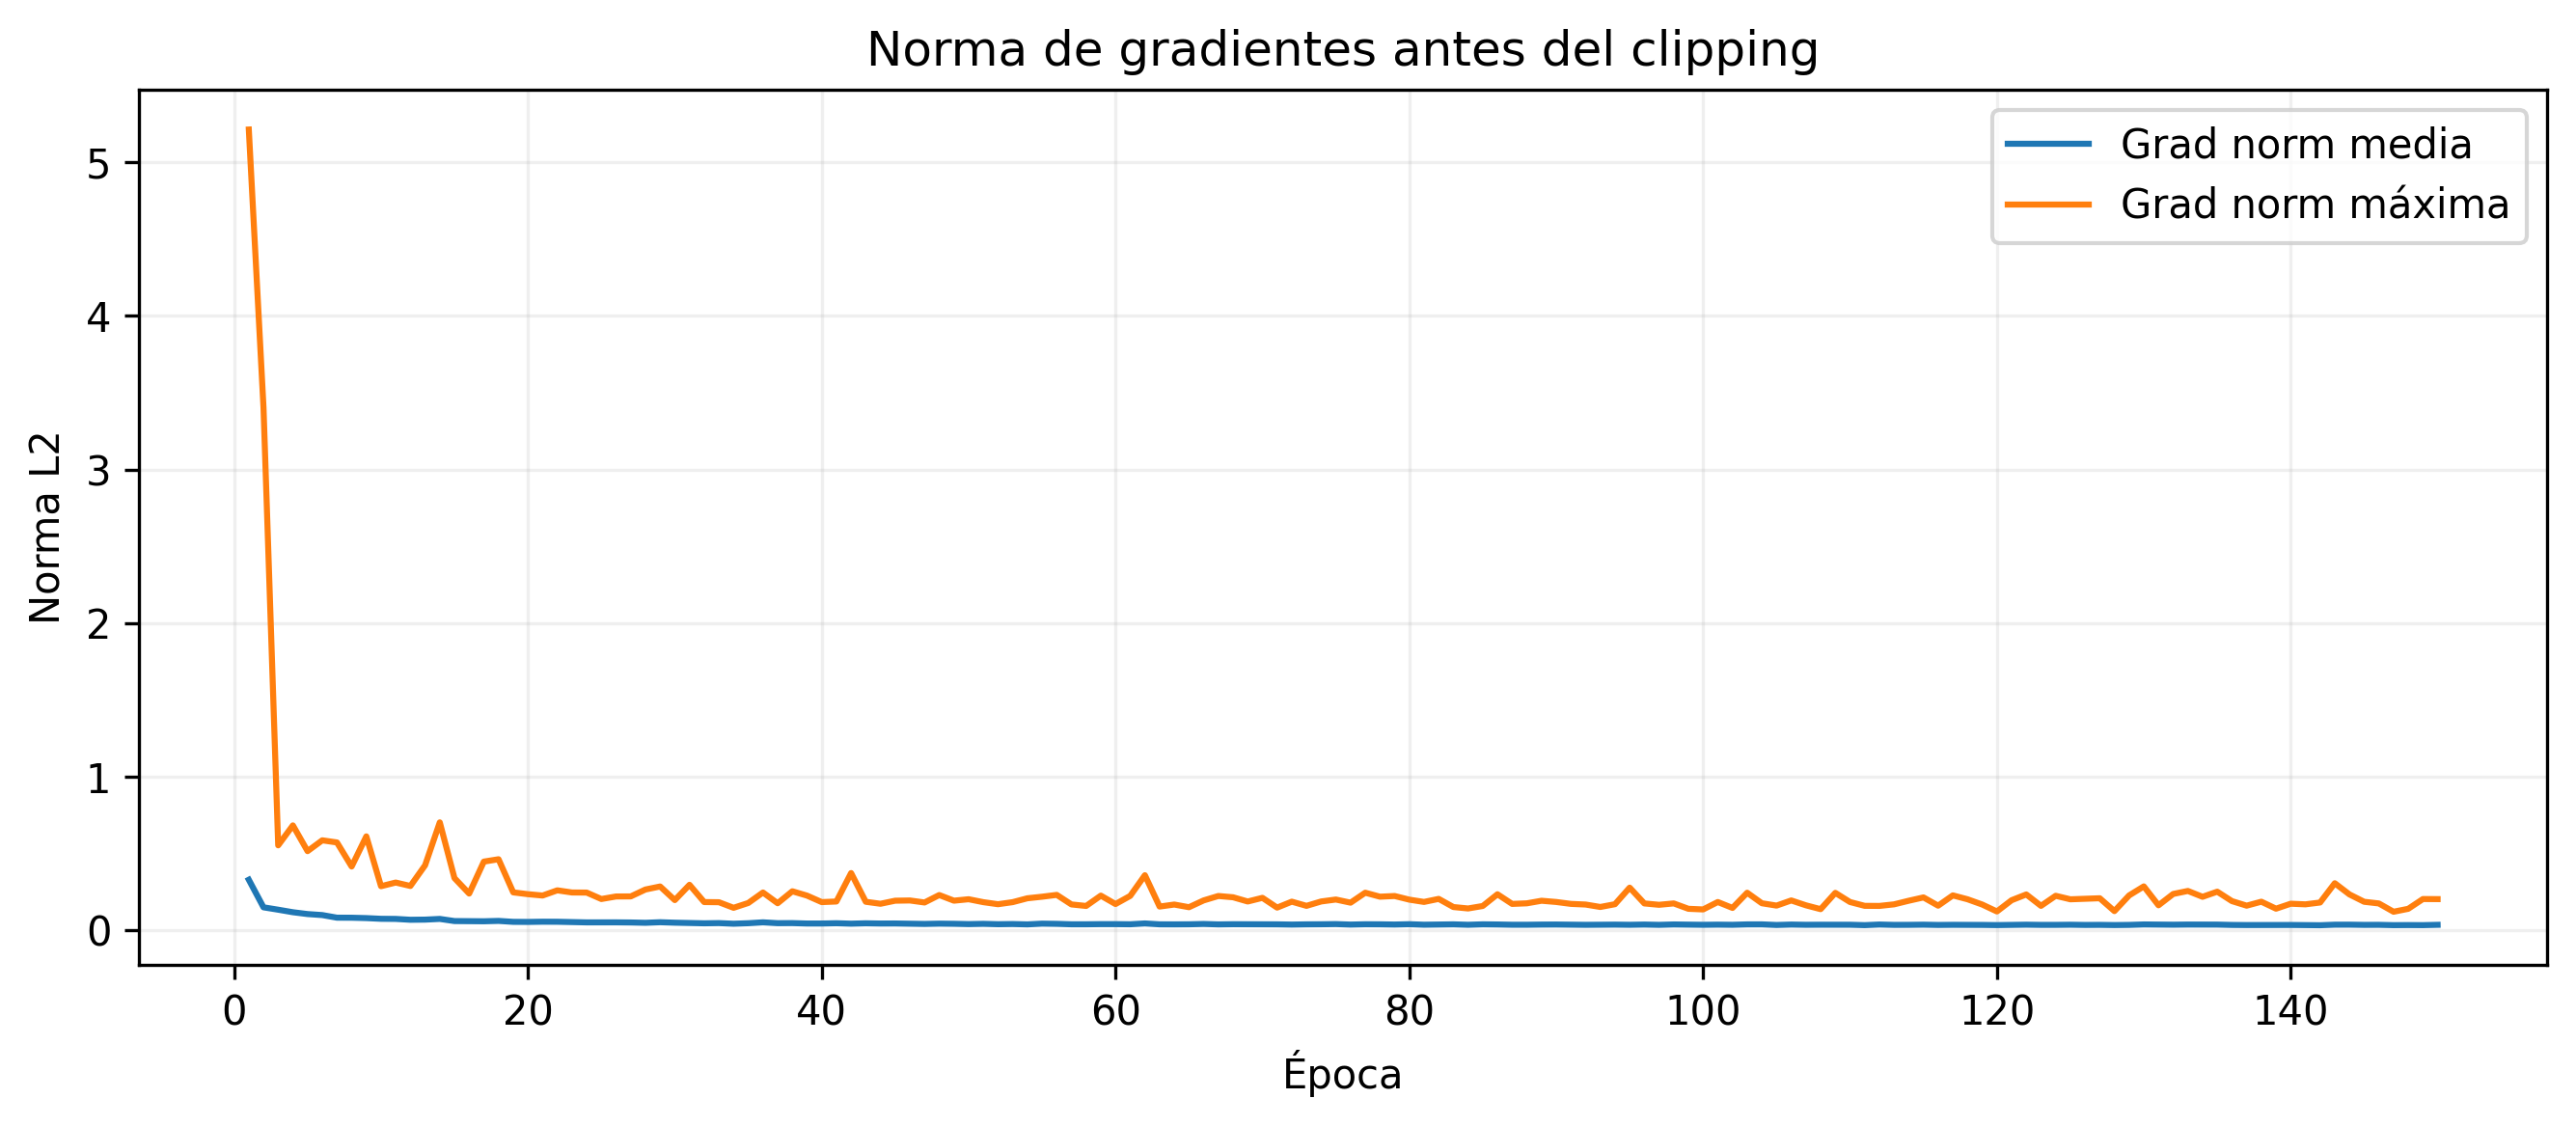 Norma de gradientes antes del clipping
Grad norm media
Grad norm máxima
Norma L2
5
4
3
2
1
0
0 20 40 60 80 100 120 140
Época